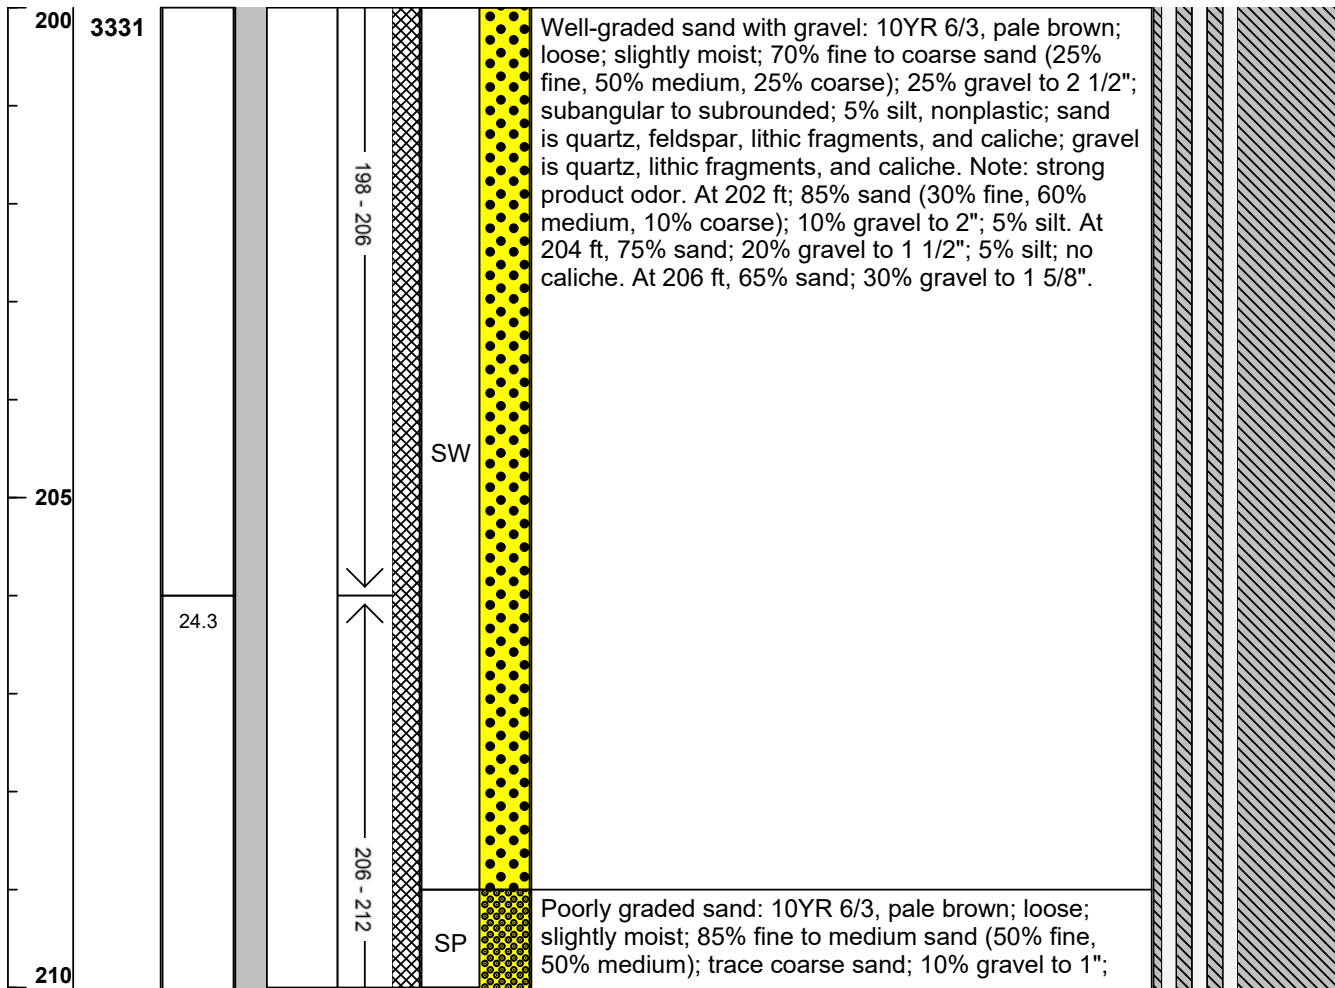 200
3331
198 - 206
205
24.3
206 - 212
210
SW
SP
Well-graded sand with gravel: 10YR 6/3, pale brown;
loose; slightly moist; 70% fine to coarse sand (25%
fine, 50% medium, 25% coarse); 25% gravel to 2 1/2";
subangular to subrounded; 5% silt, nonplastic; sand
is quartz, feldspar, lithic fragments, and caliche; gravel
is quartz, lithic fragments, and caliche. Note: strong
product odor. At 202 ft; 85% sand (30% fine, 60%
medium, 10% coarse); 10% gravel to 2"; 5% silt. At
204 ft, 75% sand; 20% gravel to 1 1/2"; 5% silt; no
caliche. At 206 ft, 65% sand; 30% gravel to 1 5/8".
Poorly graded sand: 10YR 6/3, pale brown; loose;
slightly moist; 85% fine to medium sand (50% fine,
50% medium); trace coarse sand; 10% gravel to 1";